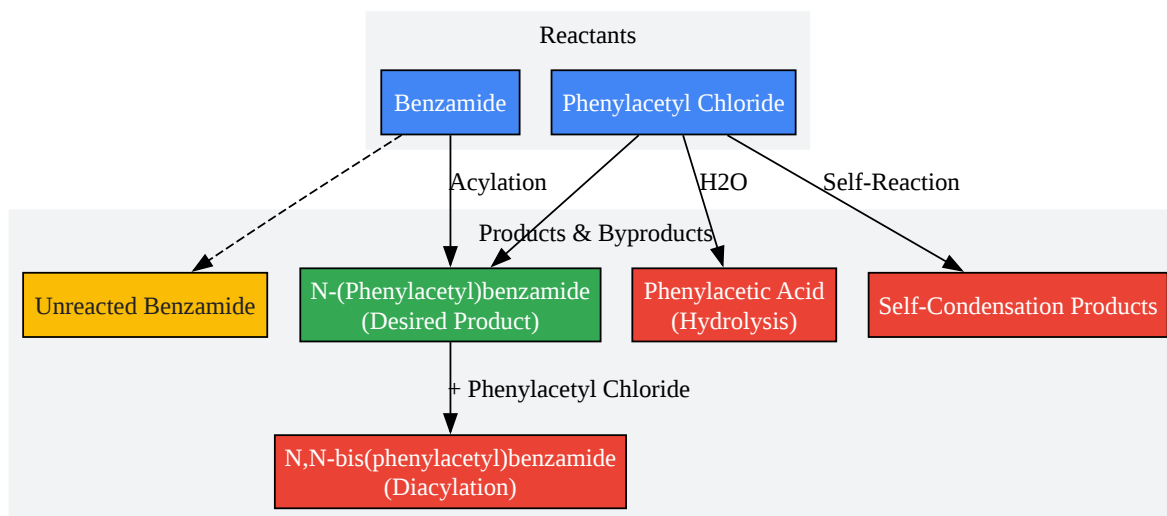 Reactants
Benzamide
Phenylacetyl Chloride
Acylation
H2O
Self-Reaction
Products & Byproducts
Unreacted Benzamide
N-(Phenylacetyl)benzamide
(Desired Product)
Phenylacetic Acid
(Hydrolysis)
Self-Condensation Products
+ Phenylacetyl Chloride
N,N-bis(phenylacetyl)benzamide
(Diacylation)